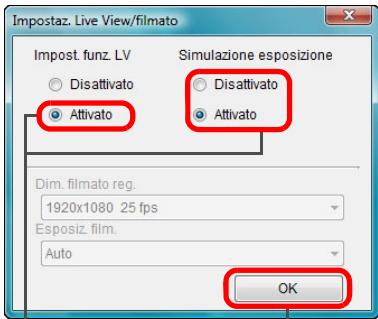 Impostaz. Live View/filmato
Impost. funz. LV Simulazione esposizione
Disattivato Disattivato
Attivato Attivato
Dim. filmato reg.
1920x1080 25 fps
Esposiz. film.
Auto
OK